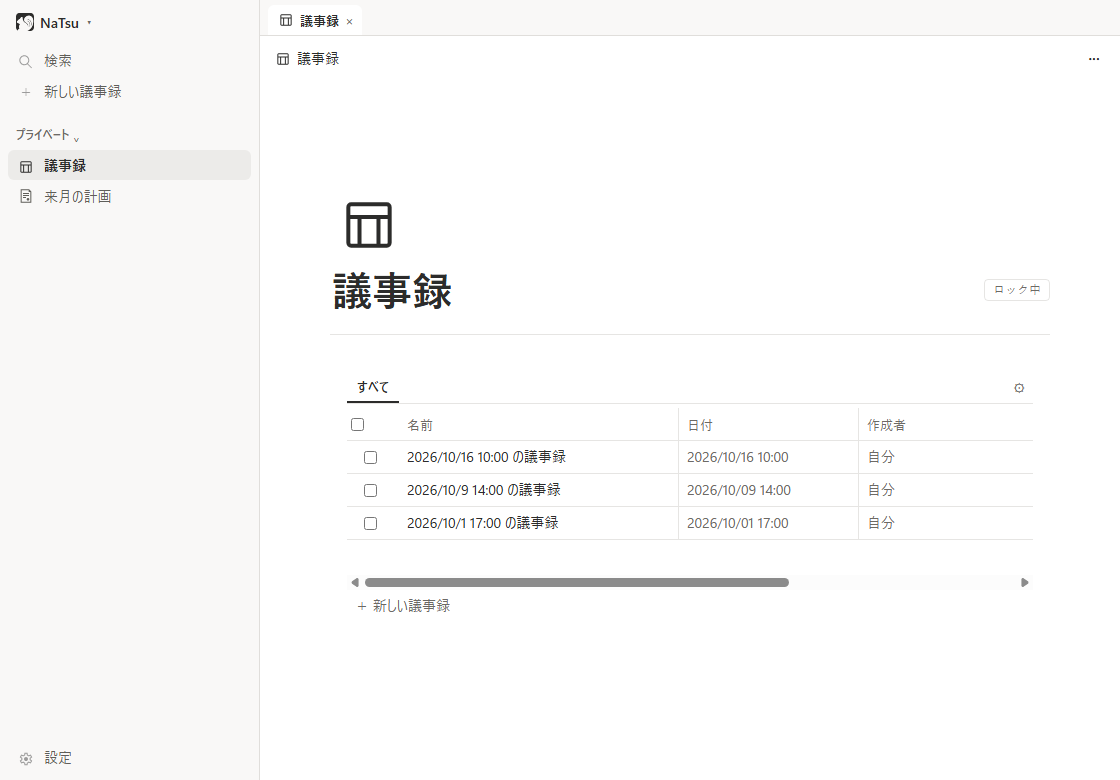 NaTsu
検索
新しい議事録
プライベート
議事録
来月の計画
設定
議事録 ×
議事録
議事録
ロック中
すべて
名前 日付 作成者
2026/10/16 10:00 の議事録 2026/10/16 10:00 自分
2026/10/9 14:00 の議事録 2026/10/09 14:00 自分
2026/10/1 17:00 の議事録 2026/10/01 17:00 自分
+ 新しい議事録